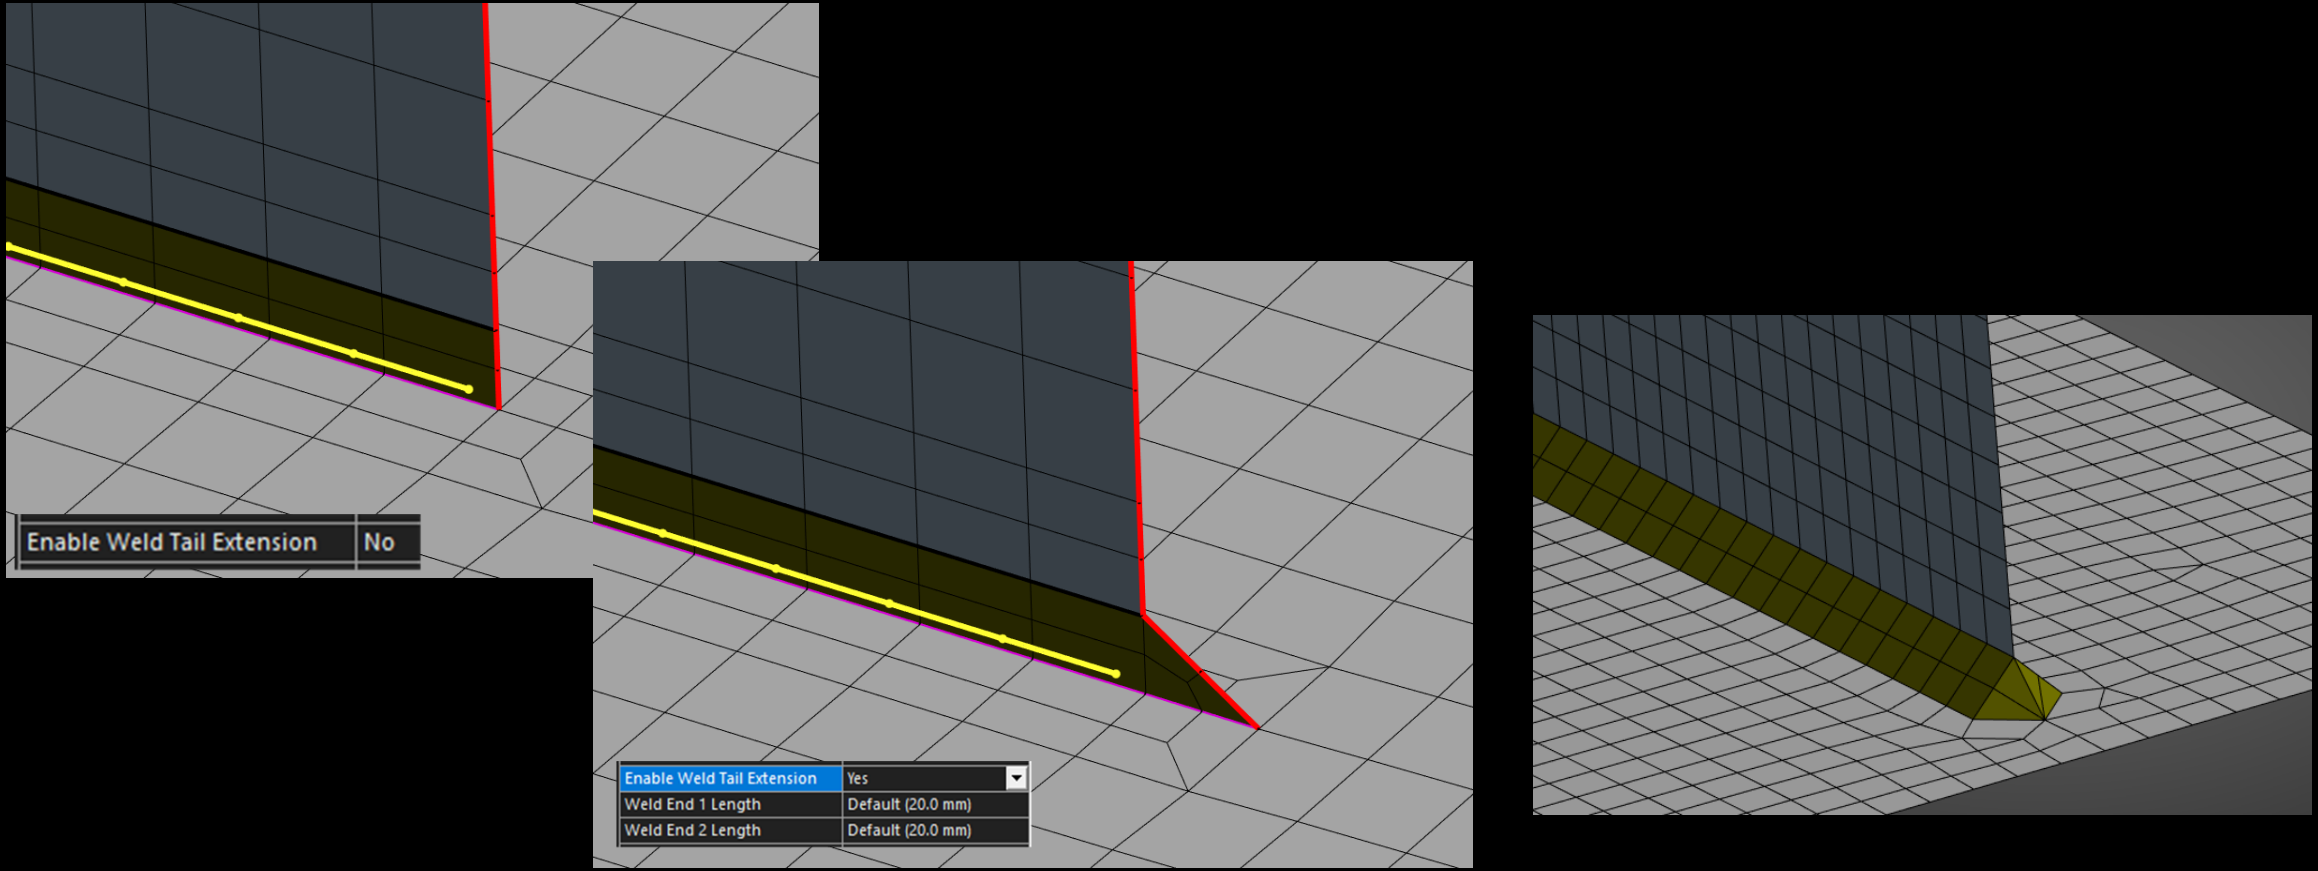 Enable Weld Tail Extension No
Enable Weld Tail Extension Yes
Weld End 1 Length Default (20.0 mm)
Weld End 2 Length Default (20.0 mm)